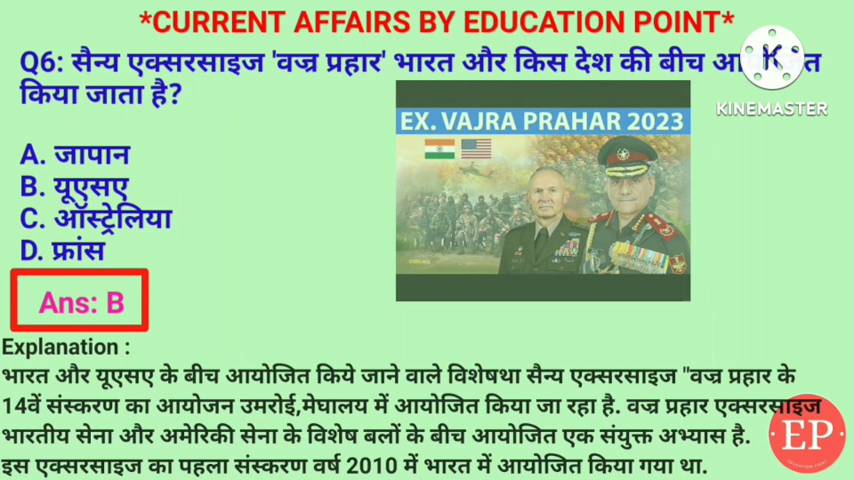 *CURRENT AFFAIRS BY EDUCATION POINT*
Q6: सैन्य एक्सरसाइज 'वज्र प्रहार' भारत और किस देश की बीच
किया जाता है?
KINEMASTER
EX. VAJRA PRAHAR 2023
A. जापान
B. यूएसए
C. ऑस्ट्रेलिया
D. फ्रांस
Ans: B
Explanation :
भारत और यूएसए के बीच आयोजित किये जाने वाले विशेषथा सैन्य एक्सरसाइज "वज्र प्रहार के
14वें संस्करण का आयोजन उमरोई,मेघालय में आयोजित किया जा रहा है. वज्र प्रहार एक्सरसाइज
भारतीय सेना और अमेरिकी सेना के विशेष बलों के बीच आयोजित एक संयुक्त अभ्यास है.
इस एक्सरसाइज का पहला संस्करण वर्ष 2010 में भारत में आयोजित किया गया था.
EP